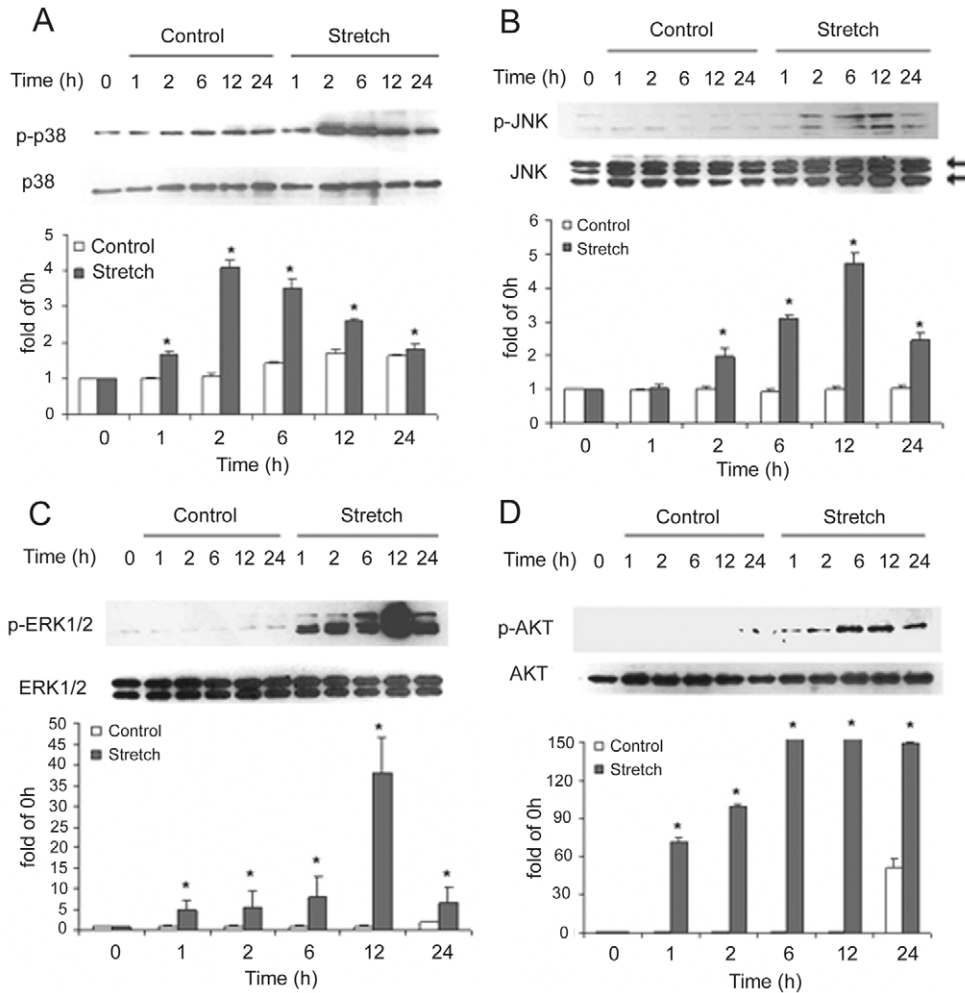 A
Control Stretch
Time (h) 0 1 2 6 12 24 1 2 6 12 24
p-p38
p38
Control
Stretch
fold of 0h
5
4
3
2
1
0
* * * * *
0 1 2 6 12 24
Time (h)
B
Control Stretch
Time (h) 0 1 2 6 12 24 1 2 6 12 24
p-JNK
JNK
Control
Stretch
fold of 0h
6
5
4
3
2
1
0
* * * *
0 1 2 6 12 24
Time (h)
C
Control Stretch
Time (h) 0 1 2 6 12 24 1 2 6 12 24
p-ERK1/2
ERK1/2
Control
Stretch
fold of 0h
50
45
40
35
30
25
20
15
10
5
0
* * * * *
0 1 2 6 12 24
Time (h)
D
Control Stretch
Time (h) 0 1 2 6 12 24 1 2 6 12 24
p-AKT
AKT
Control
Stretch
fold of 0h
150
120
90
60
30
0
* * * * *
0 1 2 6 12 24
Time (h)